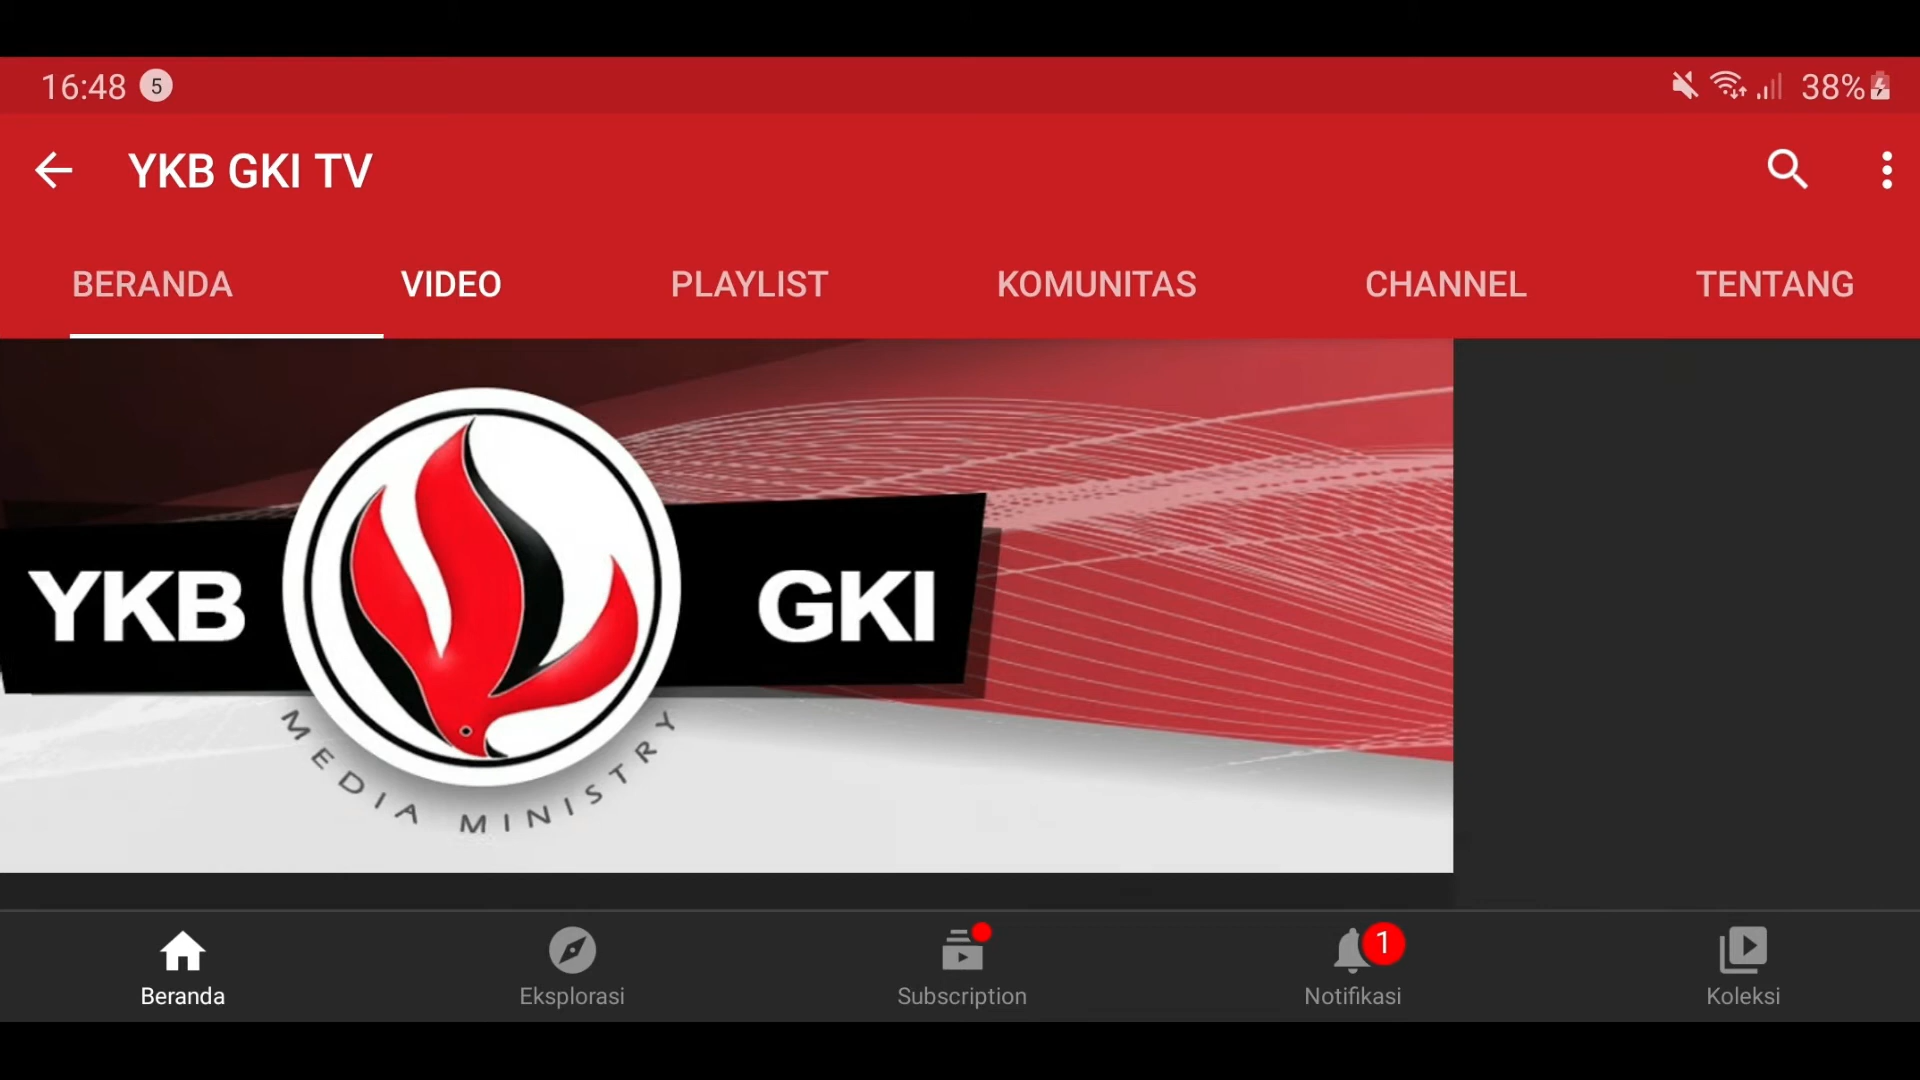 16:48 5 38%
YKB GKI TV
BERANDA VIDEO PLAYLIST KOMUNITAS CHANNEL TENTANG
YKB GKI
MEDIA MINISTRY
1
Beranda Eksplorasi Subscription Notifikasi Koleksi